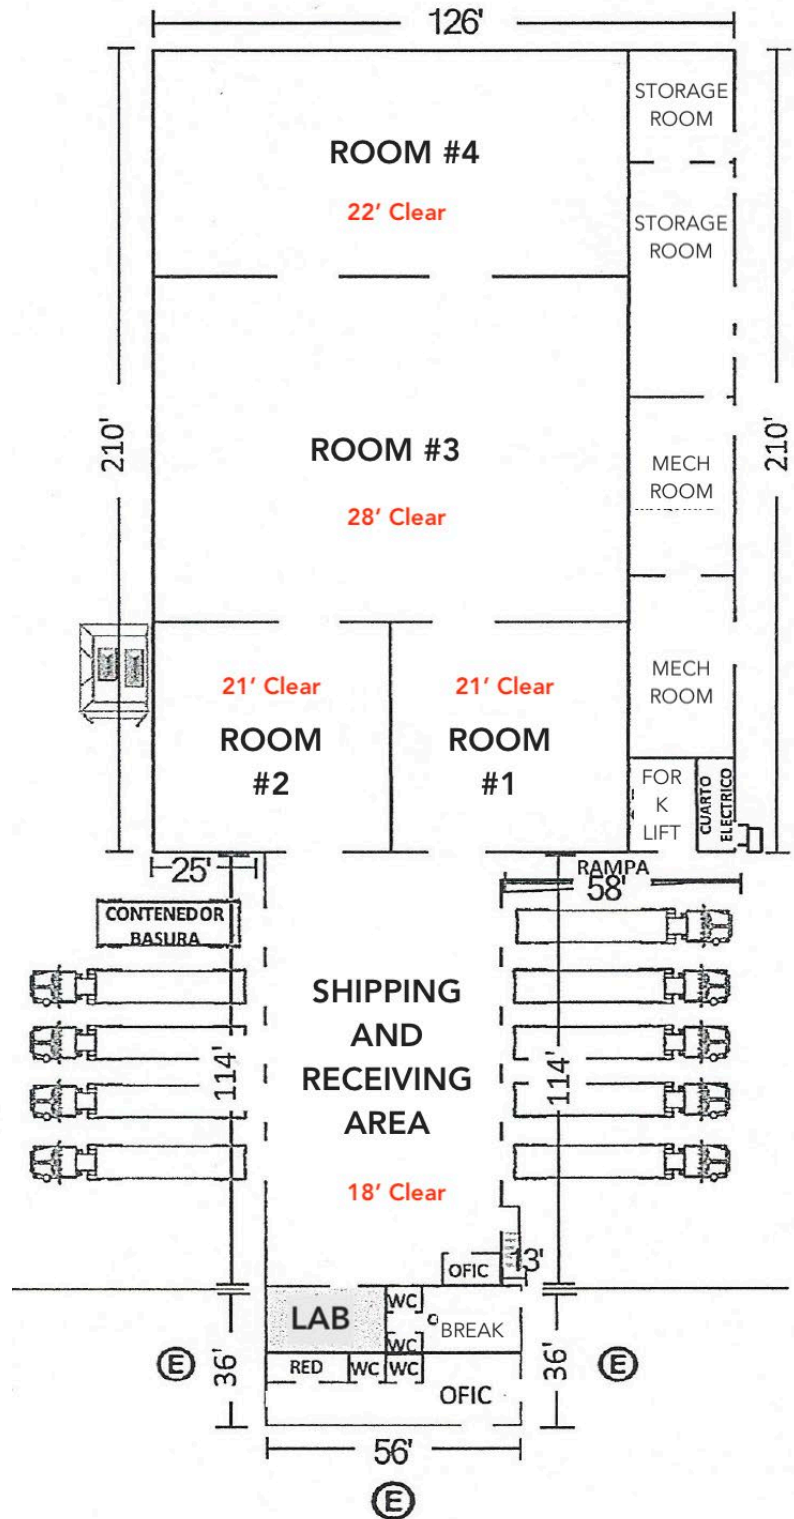 126'
STORAGE
ROOM
ROOM #4
22' Clear
STORAGE
ROOM
210'
210'
ROOM #3
28' Clear
MECH
ROOM
21' Clear
21' Clear
MECH
ROOM
ROOM
#2
ROOM
#1
FOR
K
LIFT
CUARTO
ELECTRICO
25'
RAMPA
58'
CONTENEDOR
BASURA
SHIPPING
AND
RECEIVING
AREA
114'
114'
18' Clear
OFIC
3'
LAB
WC
BREAK
WC
E
36'
RED
WC
WC
OFIC
36'
E
56'
E